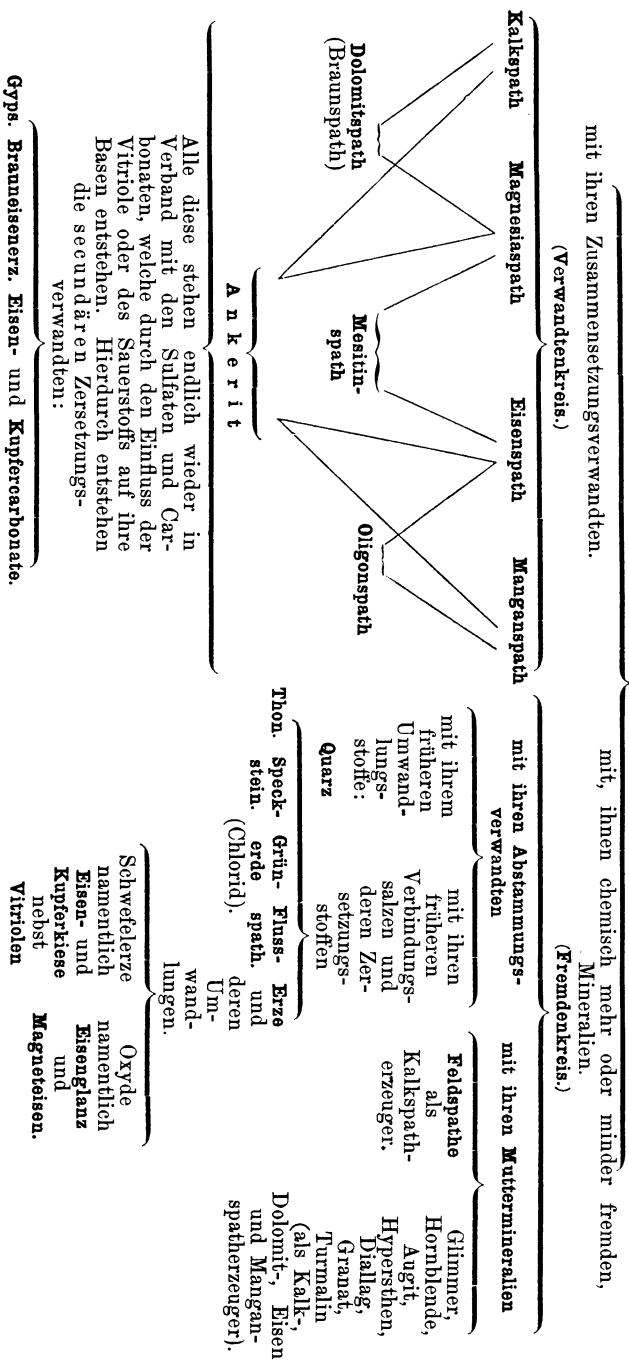 mit ihren Zusammensetzungsverwandten.
(Verwandtenkreis.)
Kalkspath Magnesiaspath Eisenspath Manganspath
Dolomitspath
(Braunspath)
Mesitin-
spath
Oligonspath
Ankerit
Alle diese stehen endlich wieder in
Verband mit den Sulfaten und Car-
bonaten, welche durch den Einfluss der
Vitriole oder des Sauerstoffs auf ihre
Basen entstehen. Hierdurch entstehen
die secundären Zersetzungs-
verwandten:
Gyps. Brauneisenerz. Eisen- und Kupfercarbonate.
mit, ihnen chemisch mehr oder minder fremden,
Mineralien.
(Fremdenkreis.)
mit ihren Abstammungs-
verwandten
mit ihrem
früheren
Umwand-
lungs-
stoffe:
Quarz
mit ihren
früheren
Verbindungs-
salzen und
deren Zer-
setzungs-
stoffen
Thon. Speck- Grün- Fluss- Erze
stein. erde spath. und
(Chlorid). deren
Um-
wand-
lungen.
Schwefelerze
namentlich
Eisen- und
Kupferkiese
nebst
Vitriolen
Oxyde
namentlich
Eisenglanz
und
Magneteisen.
mit ihren Muttermineralien
Feldspathe
als
Kalkspath-
erzeuger.
Glimmer,
Hornblende,
Augit,
Hypersthen,
Diallag,
Granat,
Turmalin
(als Kalk-,
Dolomit-, Eisen
und Mangan-
spatherzeuger).